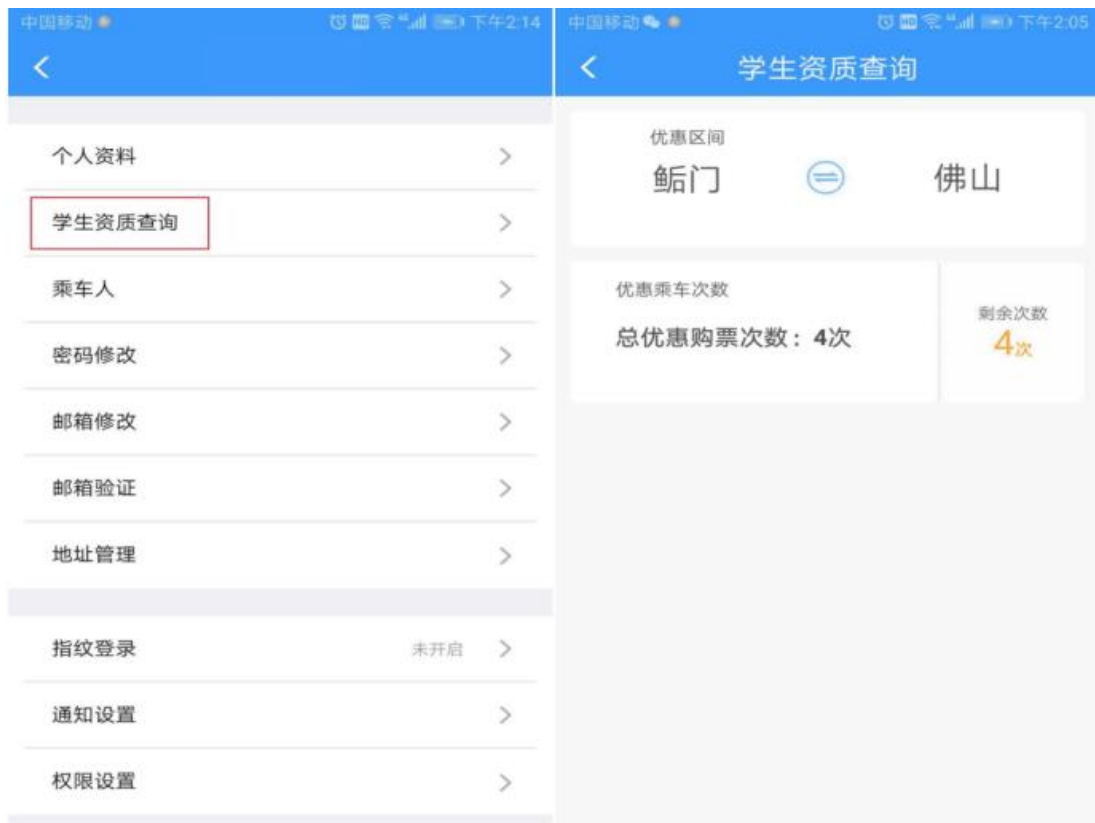 中国移动
下午2:14
个人资料
学生资质查询
乘车人
密码修改
邮箱修改
邮箱验证
地址管理
指纹登录
未开启
通知设置
权限设置
中国移动
下午2:05
学生资质查询
优惠区间
鲘门
佛山
优惠乘车次数
总优惠购票次数：4次
剩余次数
4次